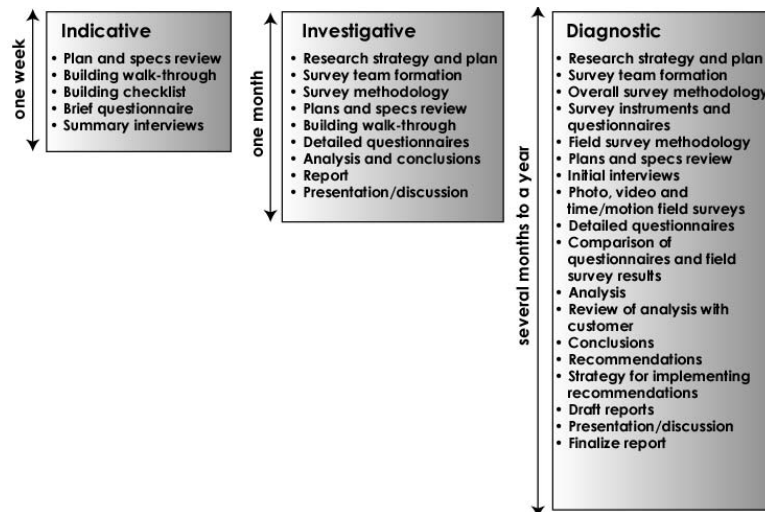 one week
Indicative
• Plan and specs review
• Building walk-through
• Building checklist
• Brief questionnaire
• Summary interviews
one month
Investigative
• Research strategy and plan
• Survey team formation
• Survey methodology
• Plans and specs review
• Building walk-through
• Detailed questionnaires
• Analysis and conclusions
• Report
• Presentation/discussion
several months to a year
Diagnostic
• Research strategy and plan
• Survey team formation
• Overall survey methodology
• Survey instruments and
questionnaires
• Field survey methodology
• Plans and specs review
• Initial interviews
• Photo, video and
time/motion field surveys
• Detailed questionnaires
• Comparison of
questionnaires and field
survey results
• Analysis
• Review of analysis with
customer
• Conclusions
• Recommendations
• Strategy for implementing
recommendations
• Draft reports
• Presentation/discussion
• Finalize report